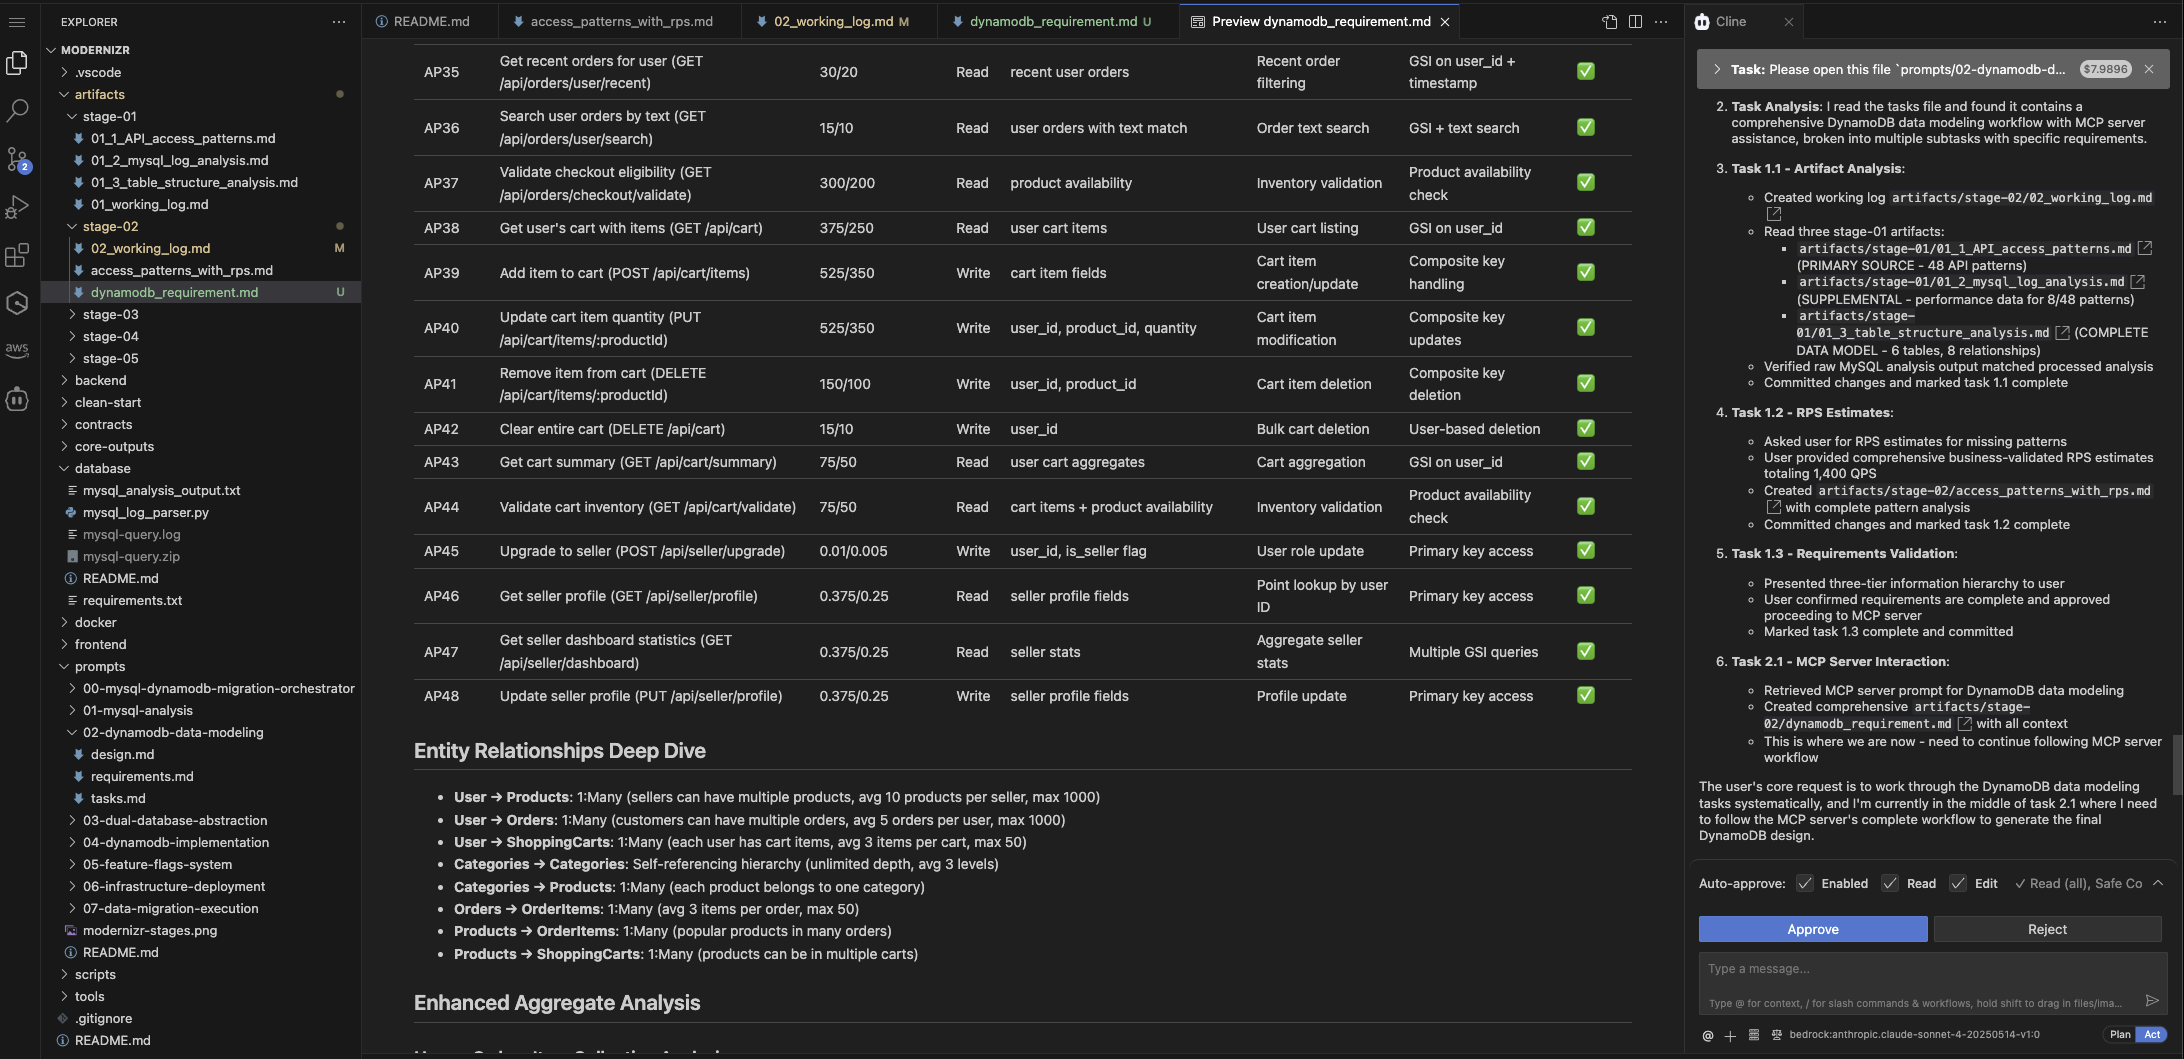 EXPLORER
MODERNIZR
.vscode
artifacts
stage-01
01_1_API_access_patterns.md
01_2_mysql_log_analysis.md
01_3_table_structure_analysis.md
01_working_log.md
stage-02
02_working_log.md M
access_patterns_with_rps.md
dynamodb_requirement.md U
stage-03
stage-04
stage-05
backend
clean-start
contracts
core-outputs
database
mysql_analysis_output.txt
mysql_log_parser.py
mysql-query.log
mysql-query.zip
README.md
requirements.txt
docker
frontend
prompts
00-mysql-dynamodb-migration-orchestrator
01-mysql-analysis
02-dynamodb-data-modeling
design.md
requirements.md
tasks.md
03-dual-database-abstraction
04-dynamodb-implementation
05-feature-flags-system
06-infrastructure-deployment
07-data-migration-execution
modernizr-stages.png
README.md
scripts
tools
.gitignore
README.md
2
aws
README.md
access_patterns_with_rps.md
02_working_log.md M
dynamodb_requirement.md U
Preview dynamodb_requirement.md
AP35 Get recent orders for user (GET /api/orders/user/recent) 30/20 Read recent user orders Recent order filtering GSI on user_id + timestamp ✅
AP36 Search user orders by text (GET /api/orders/user/search) 15/10 Read user orders with text match Order text search GSI + text search ✅
AP37 Validate checkout eligibility (GET /api/orders/checkout/validate) 300/200 Read product availability Inventory validation Product availability check ✅
AP38 Get user's cart with items (GET /api/cart) 375/250 Read user cart items User cart listing GSI on user_id ✅
AP39 Add item to cart (POST /api/cart/items) 525/350 Write cart item fields Cart item creation/update Composite key handling ✅
AP40 Update cart item quantity (PUT /api/cart/items/:productId) 525/350 Write user_id, product_id, quantity Cart item modification Composite key updates ✅
AP41 Remove item from cart (DELETE /api/cart/items/:productId) 150/100 Write user_id, product_id Cart item deletion Composite key deletion ✅
AP42 Clear entire cart (DELETE /api/cart) 15/10 Write user_id Bulk cart deletion User-based deletion ✅
AP43 Get cart summary (GET /api/cart/summary) 75/50 Read user cart aggregates Cart aggregation GSI on user_id ✅
AP44 Validate cart inventory (GET /api/cart/validate) 75/50 Read cart items + product availability Inventory validation Product availability check ✅
AP45 Upgrade to seller (POST /api/seller/upgrade) 0.01/0.005 Write user_id, is_seller flag User role update Primary key access ✅
AP46 Get seller profile (GET /api/seller/profile) 0.375/0.25 Read seller profile fields Point lookup by user ID Primary key access ✅
AP47 Get seller dashboard statistics (GET /api/seller/dashboard) 0.375/0.25 Read seller stats Aggregate seller stats Multiple GSI queries ✅
AP48 Update seller profile (PUT /api/seller/profile) 0.375/0.25 Write seller profile fields Profile update Primary key access ✅
Entity Relationships Deep Dive
• User → Products: 1:Many (sellers can have multiple products, avg 10 products per seller, max 1000)
• User → Orders: 1:Many (customers can have multiple orders, avg 5 orders per user, max 1000)
• User → ShoppingCarts: 1:Many (each user has cart items, avg 3 items per cart, max 50)
• Categories → Categories: Self-referencing hierarchy (unlimited depth, avg 3 levels)
• Categories → Products: 1:Many (each product belongs to one category)
• Orders → OrderItems: 1:Many (avg 3 items per order, max 50)
• Products → OrderItems: 1:Many (popular products in many orders)
• Products → ShoppingCarts: 1:Many (products can be in multiple carts)
Enhanced Aggregate Analysis
Cline
Task: Please open this file `prompts/02-dynamodb-d... $7.9896
2. Task Analysis: I read the tasks file and found it contains a
comprehensive DynamoDB data modeling workflow with MCP server
assistance, broken into multiple subtasks with specific requirements.
3. Task 1.1 - Artifact Analysis:
Created working log artifacts/stage-02/02_working_log.md
Read three stage-01 artifacts:
artifacts/stage-01/01_1_API_access_patterns.md
(PRIMARY SOURCE - 48 API patterns)
artifacts/stage-01/01_2_mysql_log_analysis.md
(SUPPLEMENTAL - performance data for 8/48 patterns)
artifacts/stage-
01/01_3_table_structure_analysis.md (COMPLETE
DATA MODEL - 6 tables, 8 relationships)
Verified raw MySQL analysis output matched processed analysis
Committed changes and marked task 1.1 complete
4. Task 1.2 - RPS Estimates:
Asked user for RPS estimates for missing patterns
User provided comprehensive business-validated RPS estimates
totaling 1,400 QPS
Created artifacts/stage-02/access_patterns_with_rps.md
with complete pattern analysis
Committed changes and marked task 1.2 complete
5. Task 1.3 - Requirements Validation:
Presented three-tier information hierarchy to user
User confirmed requirements are complete and approved
proceeding to MCP server
Marked task 1.3 complete and committed
6. Task 2.1 - MCP Server Interaction:
Retrieved MCP server prompt for DynamoDB data modeling
Created comprehensive artifacts/stage-
02/dynamodb_requirement.md with all context
This is where we are now - need to continue following MCP server
workflow
The user's core request is to work through the DynamoDB data modeling
tasks systematically, and I'm currently in the middle of task 2.1 where I need
to follow the MCP server's complete workflow to generate the final
DynamoDB design.
Auto-approve: Enabled Read Edit ✓ Read (all), Safe Co
Approve Reject
Type a message...
Type @ for context, / for slash commands & workflows, hold shift to drag in files/ima...
@ bedrock:anthropic.claude-sonnet-4-20250514-v1:0 Plan Act